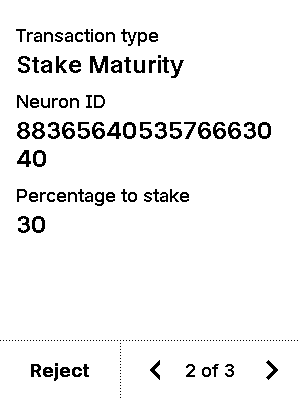 Transaction type
Stake Maturity
Neuron ID
88365640535766630
40
Percentage to stake
30
Reject
2 of 3